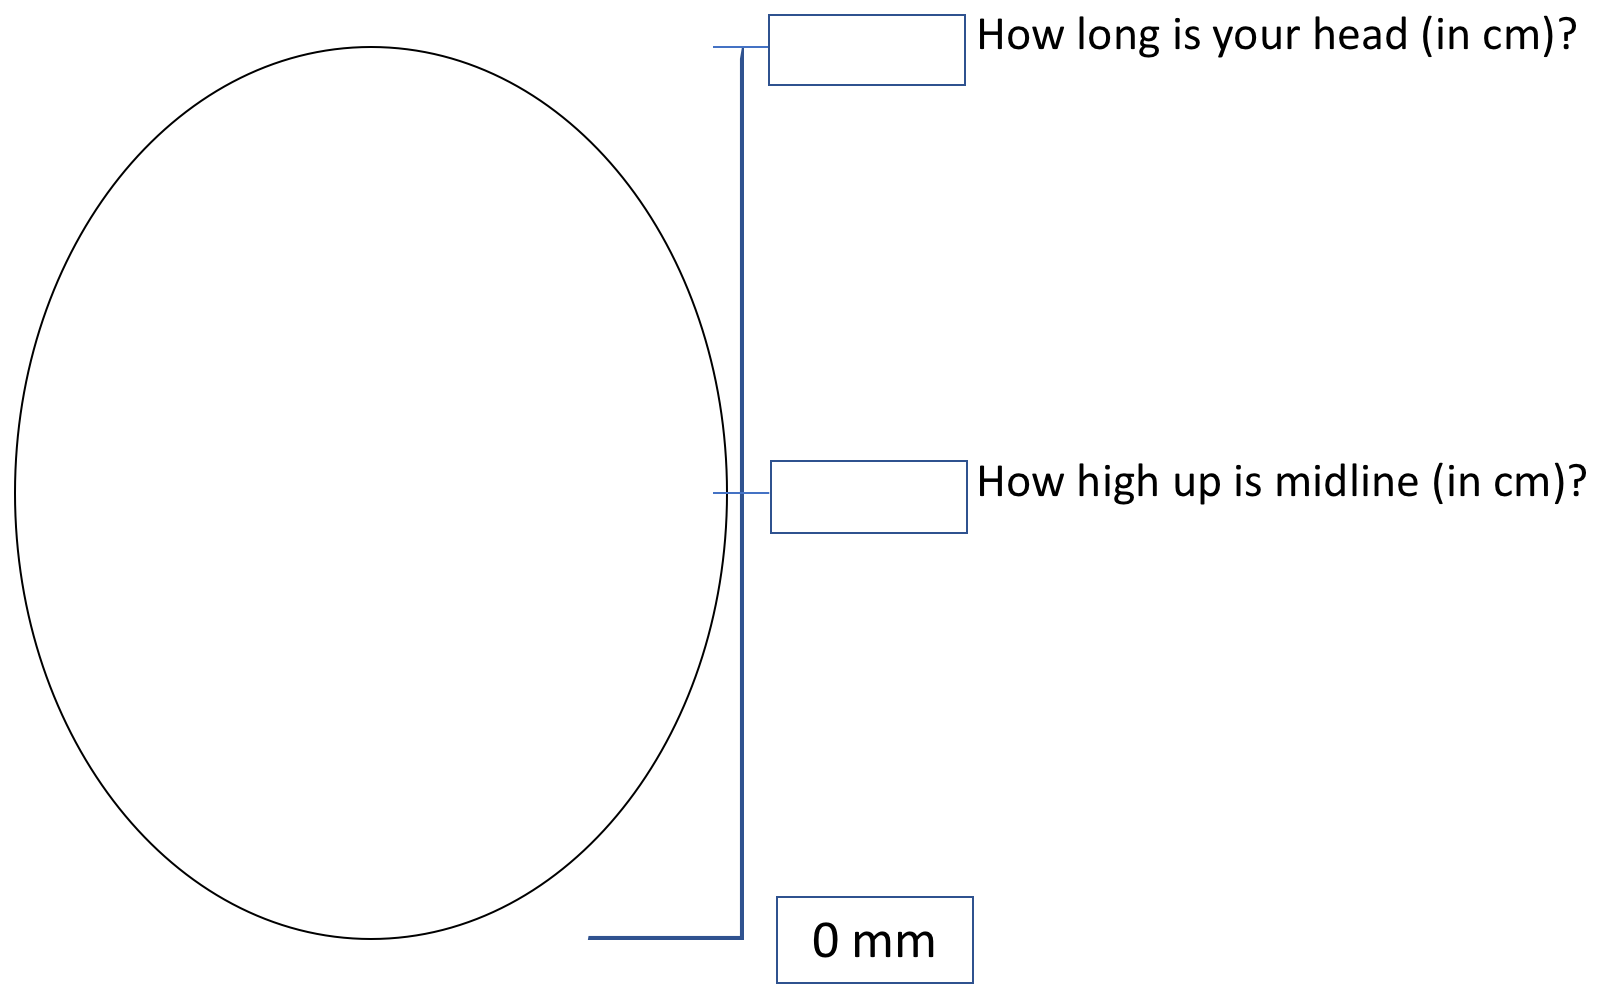 How long is your head (in cm)?
How high up is midline (in cm)?
0 mm